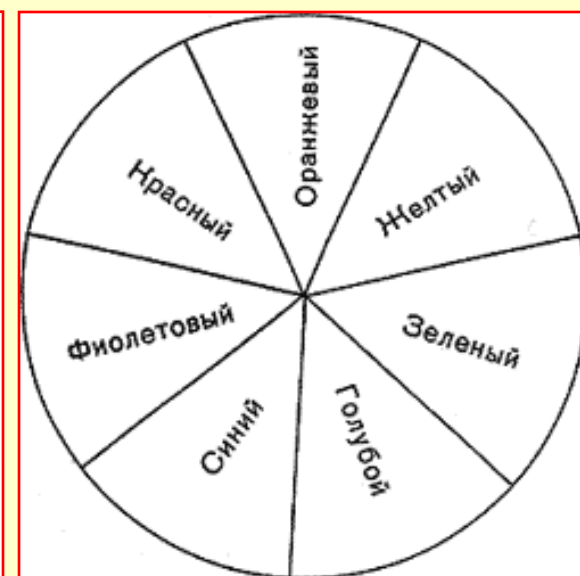 Красный
Оранжевый
Желтый
Зеленый
Голубой
Синий
Фиолетовый